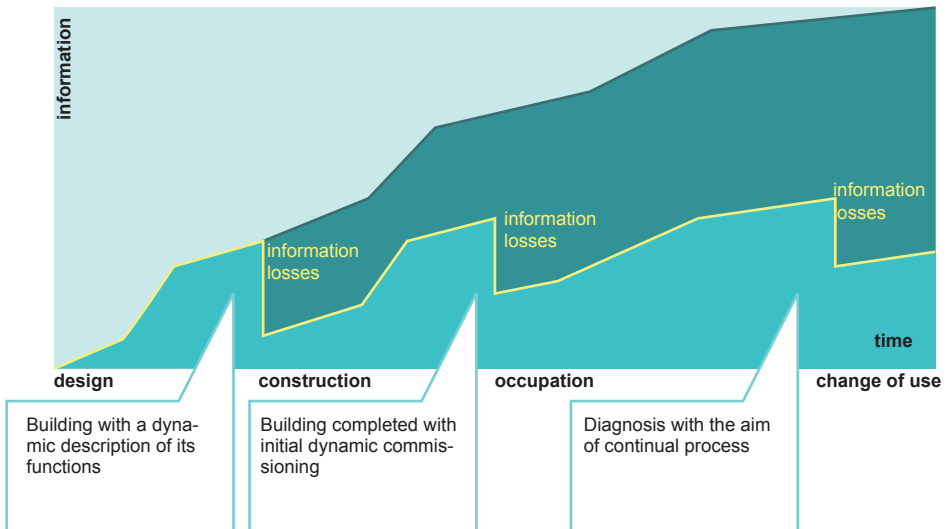 information
information
losses
information
losses
information
osses
time
design
construction
occupation
change of use
Building with a dyna-
mic description of its
functions
Building completed with
initial dynamic commis-
sioning
Diagnosis with the aim
of continual process